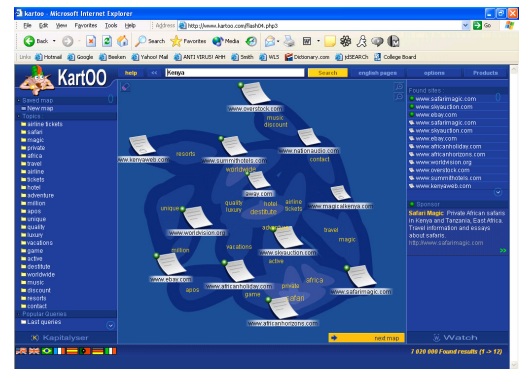 kartoo - Microsoft Internet Explorer
File Edit View Favorites Tools Help Address http://www.kartoo.com/flash04.php3 Go
Back Search Favorites Media
Links Hotmail Google Beeken Yahoo! Mail ANTI VIRUS! AHH Smith WLS Dictionary.com jdSEARCH College Board
KartOO
help << Kenya Search english pages options Products
Saved map
New map
Topics
airline tickets
safari
magic
private
africa
travel
airline
tickets
hotel
adventure
million
apos
unique
quality
luxury
vacations
game
active
destitute
worldwide
music
discount
resorts
contact
Popular Queries
Last queries
Kapitalyser
www.overstock.com
music
discount
www.kenyaweb.com
resorts
www.summithotels.com
worldwide
www.nationaudio.com
contact
away.com
www.magicalkenya.com
unique
quality
luxury
hotel
destitute
airline
tickets
www.worldvision.org
travel
magic
million
vacations
www.skyauction.com
active
www.ebay.com
apos
www.africanholiday.com
game
private
africa
safari
www.safarimagic.com
www.africanhorizons.com
next map
Found sites
www.safarimagic.com
www.skyauction.com
www.ebay.com
www.safarimagic.com
www.skyauction.com
www.ebay.com
www.africanholiday.com
www.africanhorizons.com
www.worldvision.org
www.overstock.com
www.summithotels.com
www.kenyaweb.com
Sponsor
Safari Magic Private African safaris
in Kenya and Tanzania, East Africa.
Travel information and essays
about safaris.
http://www.safarimagic.com
Watch
1 020 000 Found results (1 -> 12)